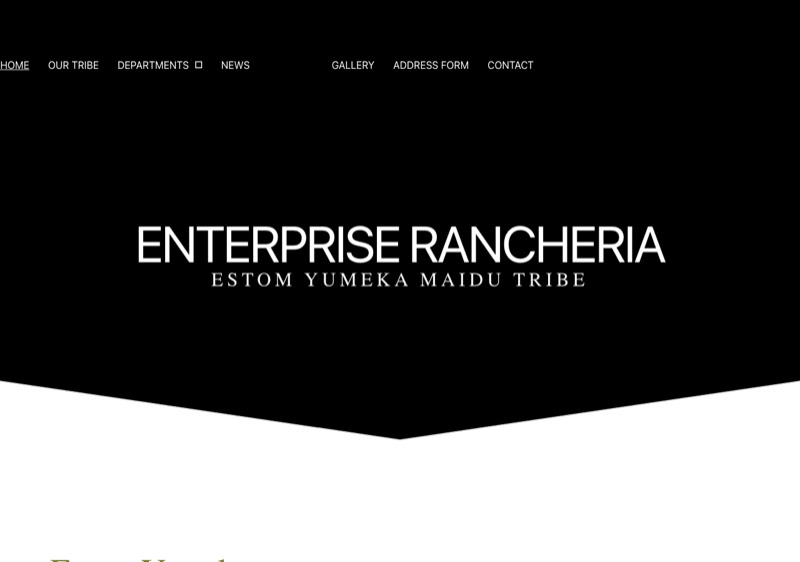 HOME OUR TRIBE DEPARTMENTS NEWS GALLERY ADDRESS FORM CONTACT
ENTERPRISE RANCHERIA
ESTOM YUMEKA MAIDU TRIBE